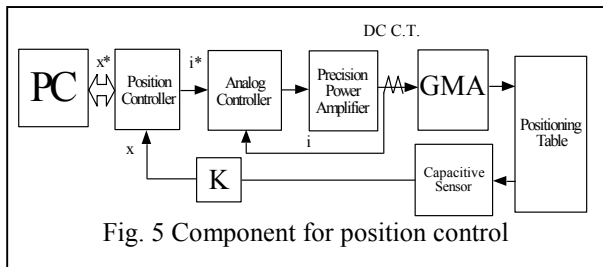 DC C.T.
PC
x*
Position
Controller
i*
Analog
Controller
Precision
Power
Amplifier
GMA
Positioning
Table
x
i
K
Capacitive
Sensor
Fig. 5 Component for position control